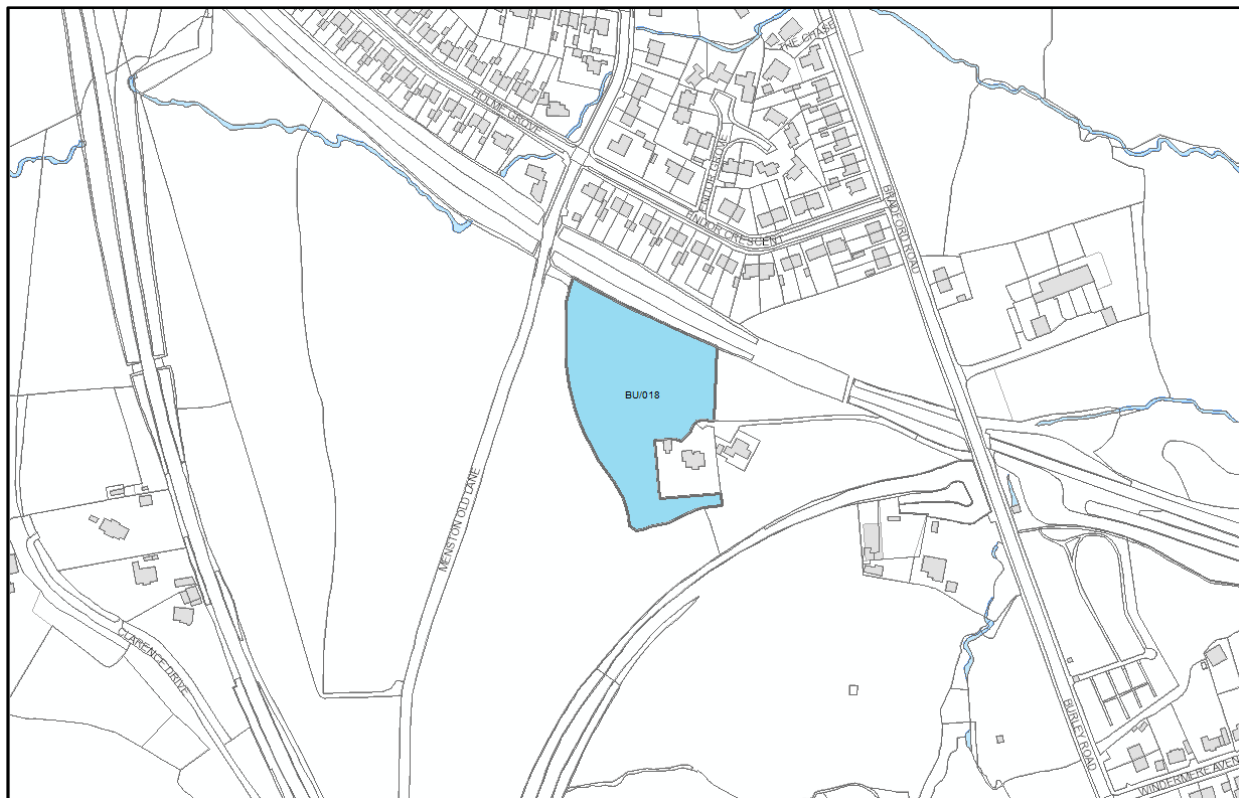 THE CHASE
HOLME GROVE
ENDOR GROVE
ENDOR CRESCENT
BRADFORD ROAD
BU/018
MENSTON OLD LANE
CLARENCE DRIVE
BURLEY ROAD
WINDERMERE AVEN